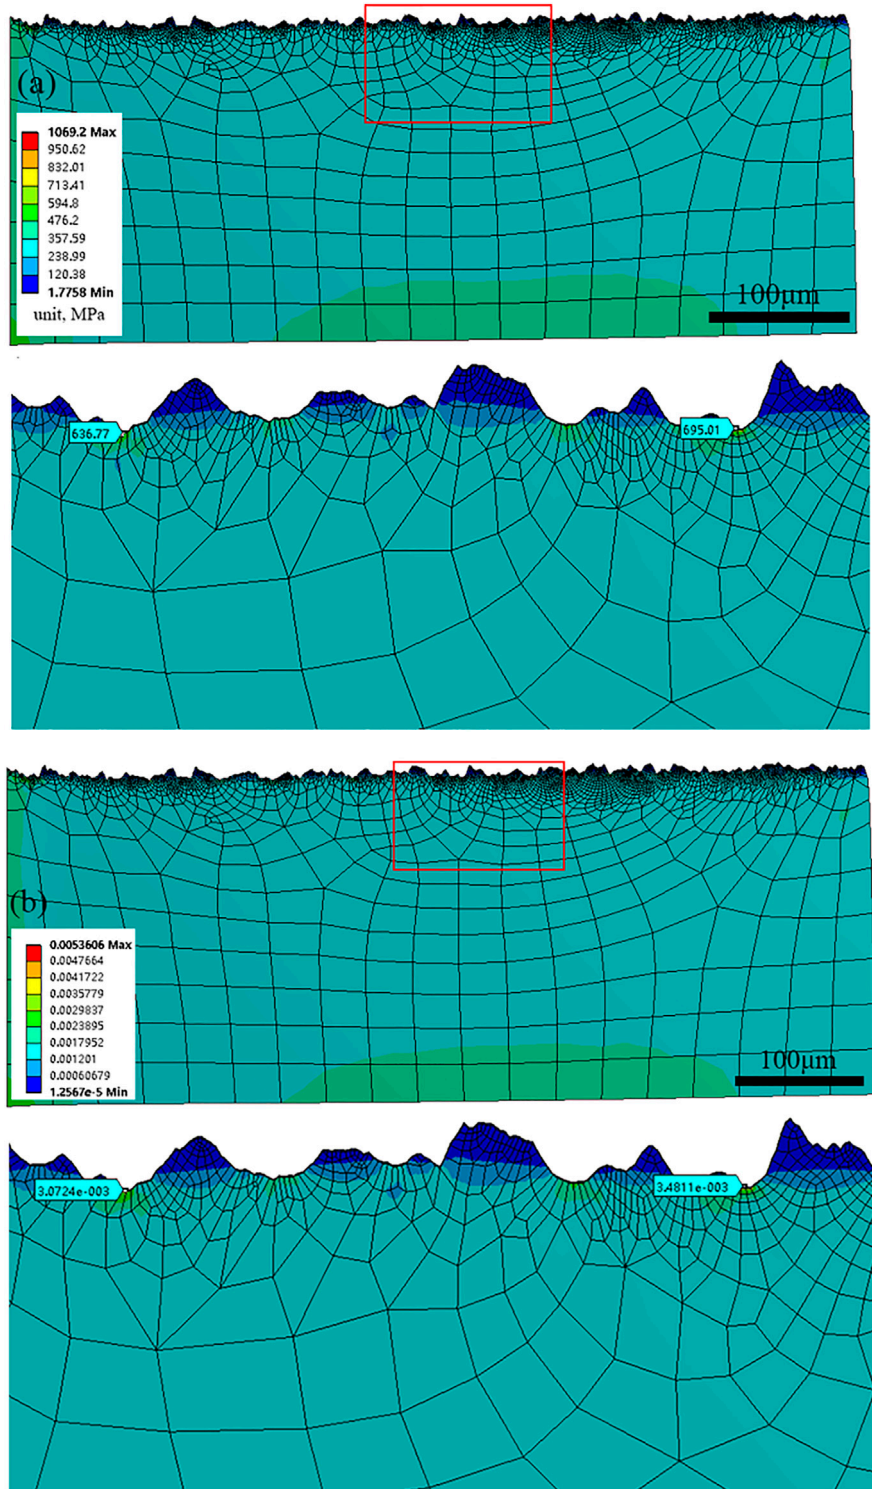 (a)
1069.2 Max
950.62
832.01
713.41
594.8
476.2
357.59
238.99
120.38
1.7758 Min
unit, MPa
100μm
636.77
695.01
(b)
0.0053606 Max
0.0047664
0.0041722
0.0035779
0.0029837
0.0023895
0.0017952
0.001201
0.00060679
1.2567e-5 Min
100μm
3.0724e-003
3.4811e-003